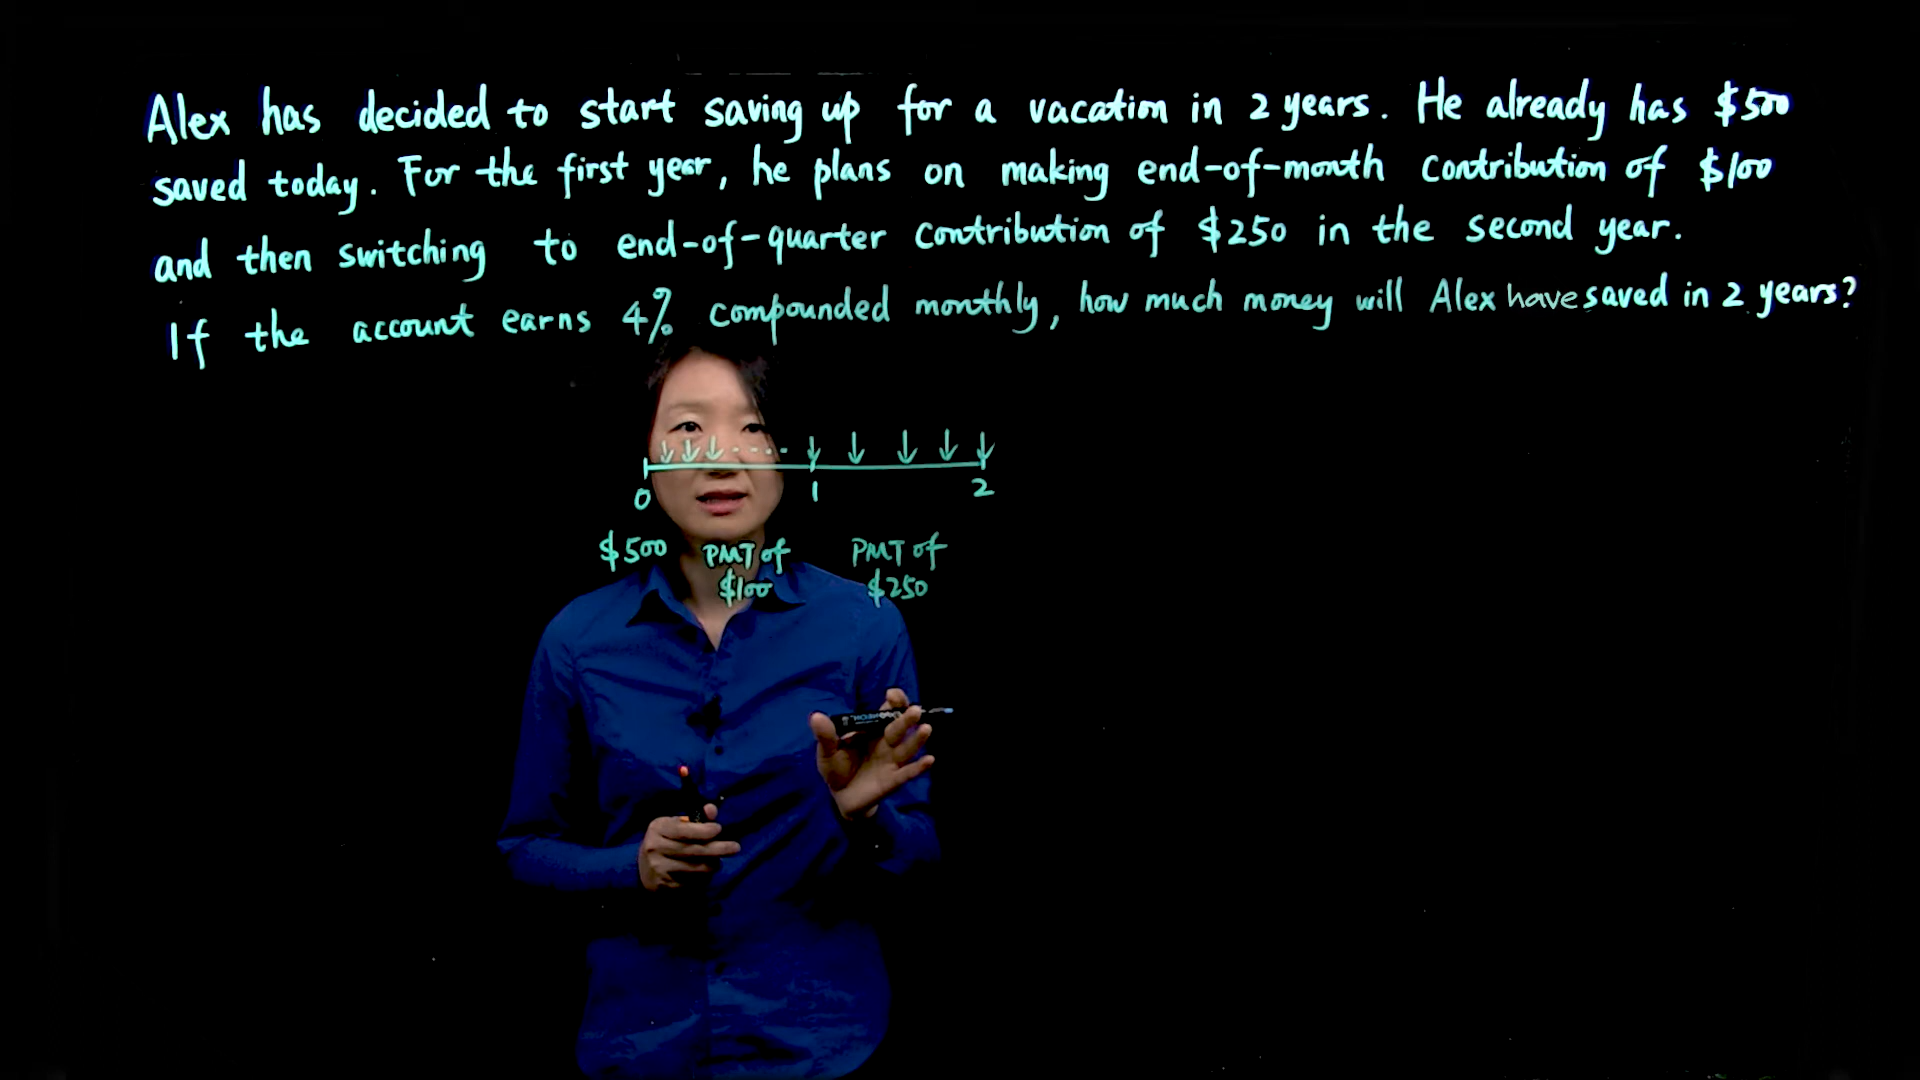 Alex has decided to start saving up for a vacation in 2 years. He already has $500
saved today. For the first year, he plans on making end-of-month contribution of $100
and then switching to end-of-quarter contribution of $250 in the second year.
If the account earns 4% compounded monthly, how much money will Alex have saved in 2 years?
0 1 2
$500 PMT of PMT of
$100 $250